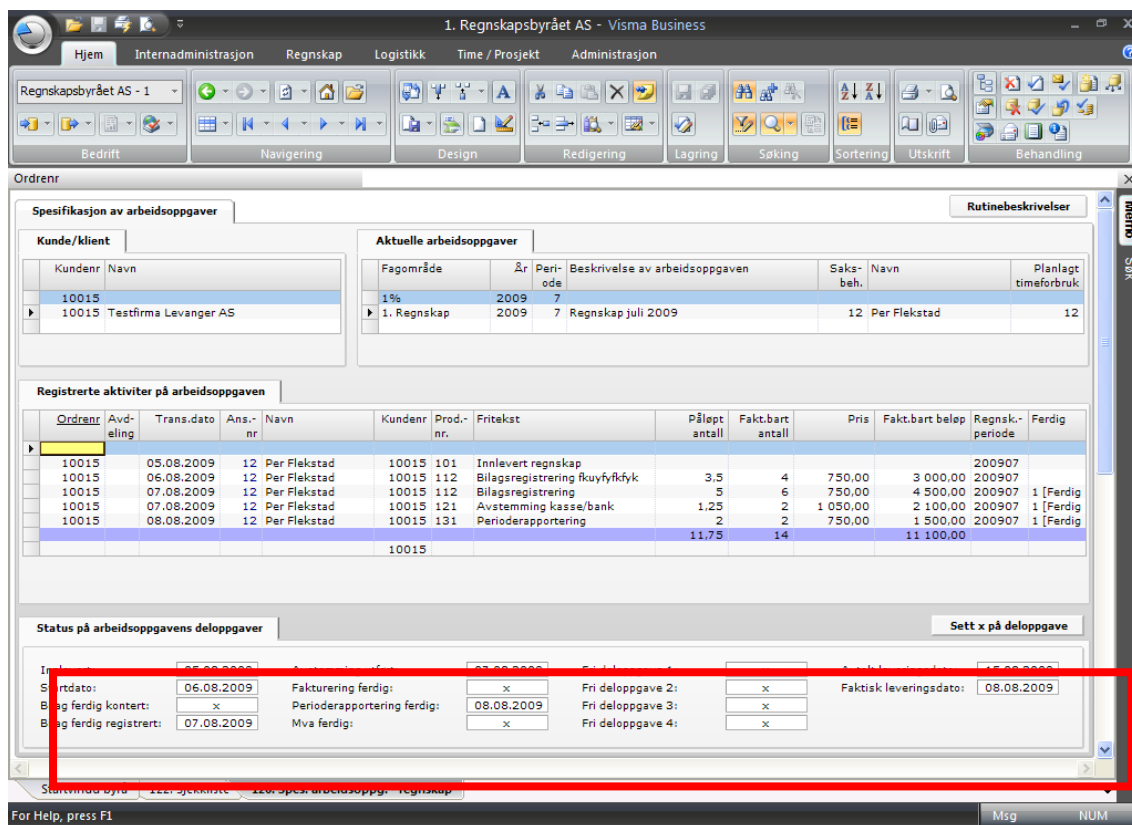 1. Regnskapsbyrået AS - Visma Business
Hjem Internadministrasjon Regnskap Logistikk Time / Prosjekt Administrasjon
Regnskapsbyrået AS - 1
Bedrift Navigering Design Redigering Lagring Søking Sortering Utskrift Behandling
Ordrenr
Memo
Søk
Spesifikasjon av arbeidsoppgaver Rutinebeskrivelser
Kunde/klient Aktuelle arbeidsoppgaver
Kundenr Navn
10015
10015 Testfirma Levanger AS
Fagområde År Peri- Beskrivelse av arbeidsoppgaven Saks- Navn Planlagt
ode beh. timeforbruk
1% 2009 7
1. Regnskap 2009 7 Regnskap juli 2009 12 Per Flekstad 12
Registrerte aktiviter på arbeidsoppgaven
Ordrenr Avd- Trans.dato Ans.- Navn Kundenr Prod.- Fritekst Påløpt Fakt.bart Pris Fakt.bart beløp Regnsk.- Ferdig
eling nr nr. antall antall periode
10015 05.08.2009 12 Per Flekstad 10015 101 Innlevert regnskap 200907
10015 06.08.2009 12 Per Flekstad 10015 112 Bilagsregistrering fkuyfyfkfyk 3,5 4 750,00 3 000,00 200907
10015 07.08.2009 12 Per Flekstad 10015 112 Bilagsregistrering 5 6 750,00 4 500,00 200907 1 [Ferdig
10015 07.08.2009 12 Per Flekstad 10015 121 Avstemming kasse/bank 1,25 2 1 050,00 2 100,00 200907 1 [Ferdig
10015 08.08.2009 12 Per Flekstad 10015 131 Perioderapportering 2 2 750,00 1 500,00 200907 1 [Ferdig
11,75 14 11 100,00
10015
Status på arbeidsoppgavens deloppgaver Sett x på deloppgave
Startdato: 06.08.2009 Fakturering ferdig: x Fri deloppgave 2: x Faktisk leveringsdato: 08.08.2009
Bilag ferdig kontert: x Perioderapportering ferdig: 08.08.2009 Fri deloppgave 3: x
Bilag ferdig registrert: 07.08.2009 Mva ferdig: x Fri deloppgave 4: x
For Help, press F1 Msg NUM